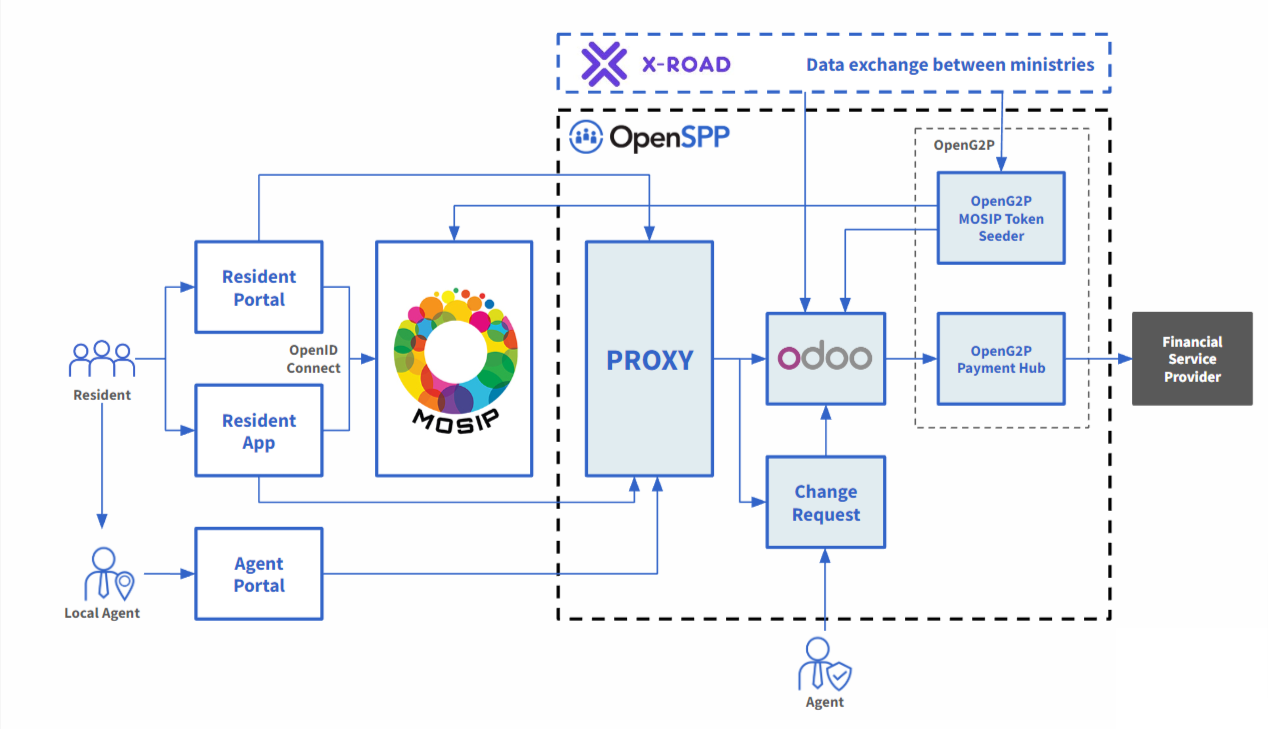 X-ROAD
Data exchange between ministries
OpenSPP
OpenG2P
OpenG2P
MOSIP Token
Seeder
Resident
Portal
OpenID
Connect
MOSIP
PROXY
odoo
OpenG2P
Payment Hub
Financial
Service
Provider
Resident
Resident
App
Change
Request
Agent
Portal
Local Agent
Agent